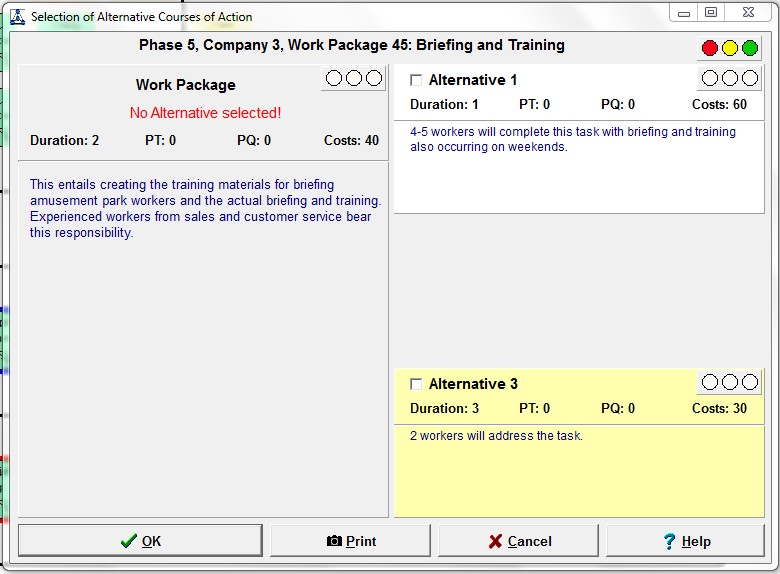 Selection of Alternative Courses of Action
Phase 5, Company 3, Work Package 45: Briefing and Training
Work Package
No Alternative selected!
Duration: 2 PT: 0 PQ: 0 Costs: 40
This entails creating the training materials for briefing
amusement park workers and the actual briefing and training.
Experienced workers from sales and customer service bear
this responsibility.
Alternative 1
Duration: 1 PT: 0 PQ: 0 Costs: 60
4-5 workers will complete this task with briefing and training
also occurring on weekends.
Alternative 3
Duration: 3 PT: 0 PQ: 0 Costs: 30
2 workers will address the task.
OK Print Cancel ? Help